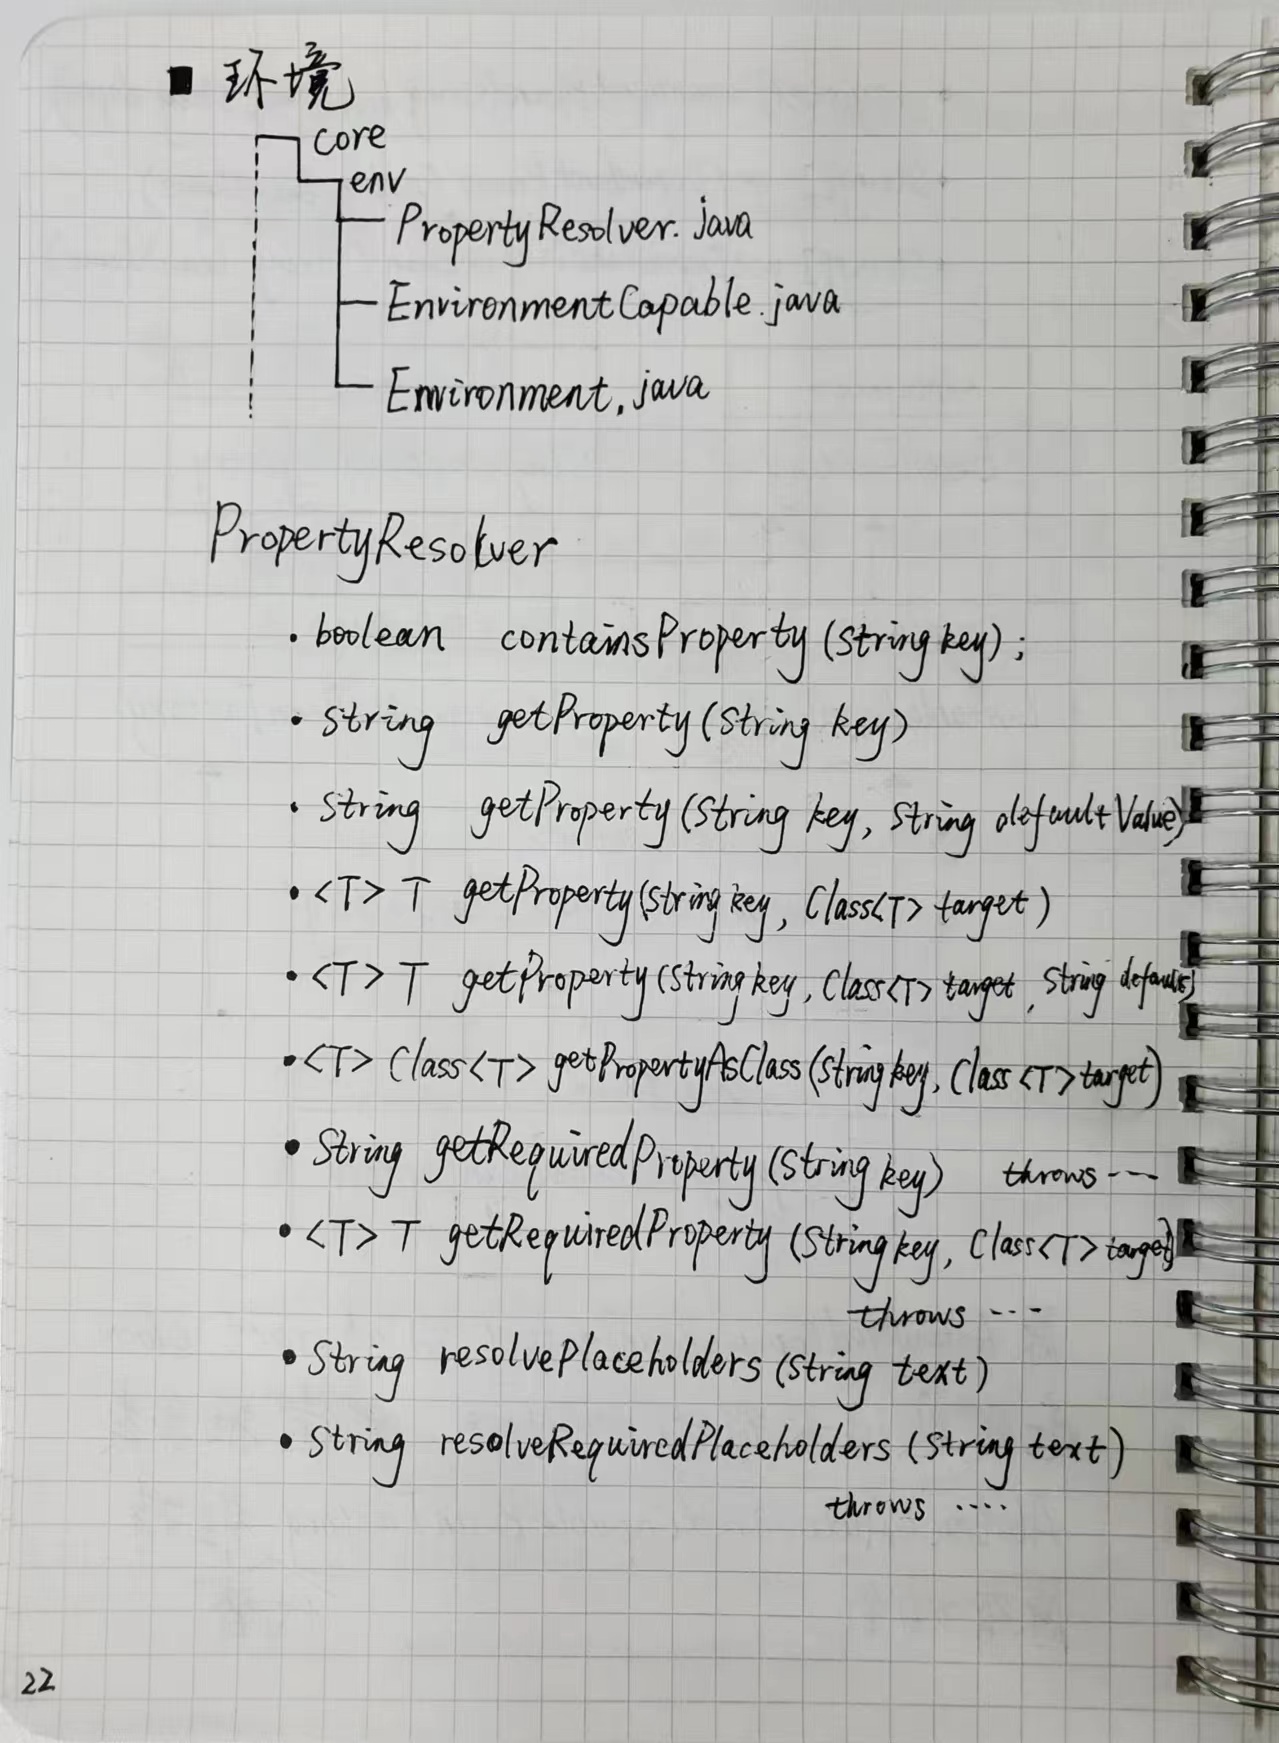 ■ 环境
core
env
PropertyResolver.java
EnvironmentCapable.java
Environment.java
PropertyResolver
· boolean containsProperty(String key);
· String getProperty(String key)
· String getProperty(String key, String defaultValue)
· <T> T getProperty(String key, Class<T> target)
· <T> T getProperty(String key, Class<T> target, String defaults)
· <T> Class<T> getPropertyAsClass(String key, Class<T> target)
· String getRequiredProperty(String key) throws ---
· <T> T getRequiredProperty(String key, Class<T> target)
throws ---
· String resolvePlaceholders(String text)
· String resolveRequiredPlaceholders(String text)
throws ····
22